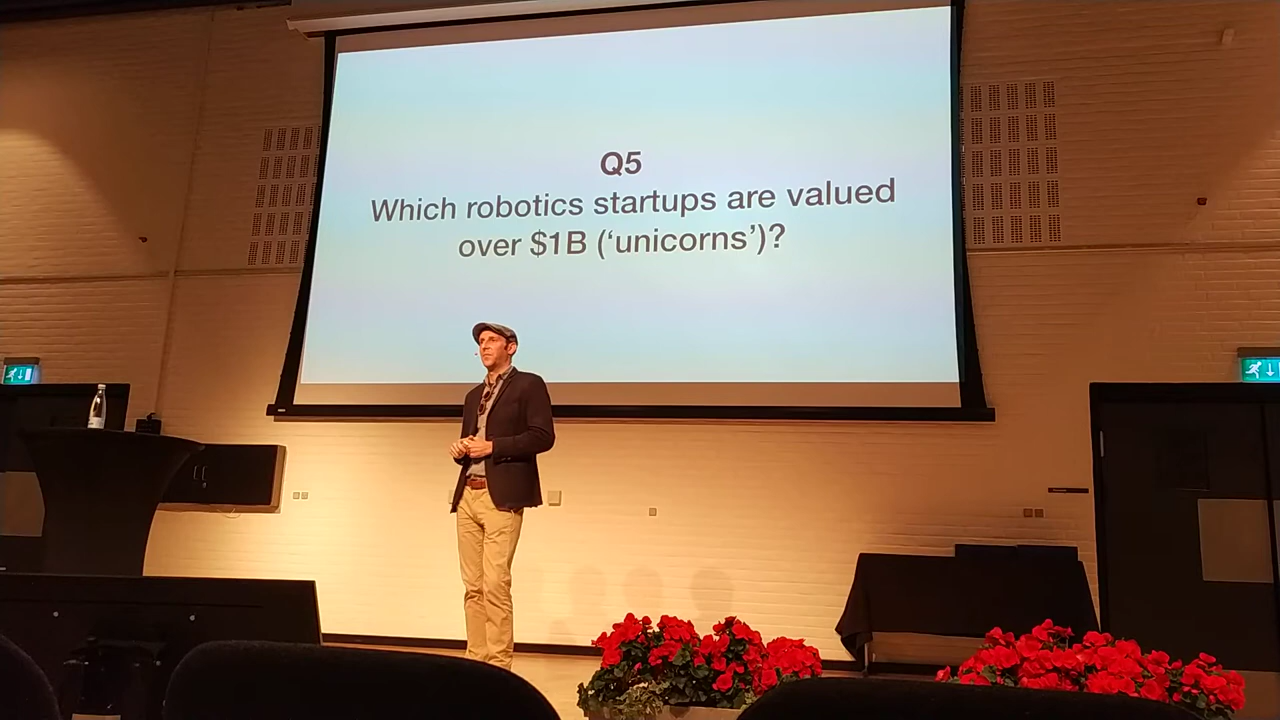 Q5
Which robotics startups are valued
over $1B (‘unicorns’)?